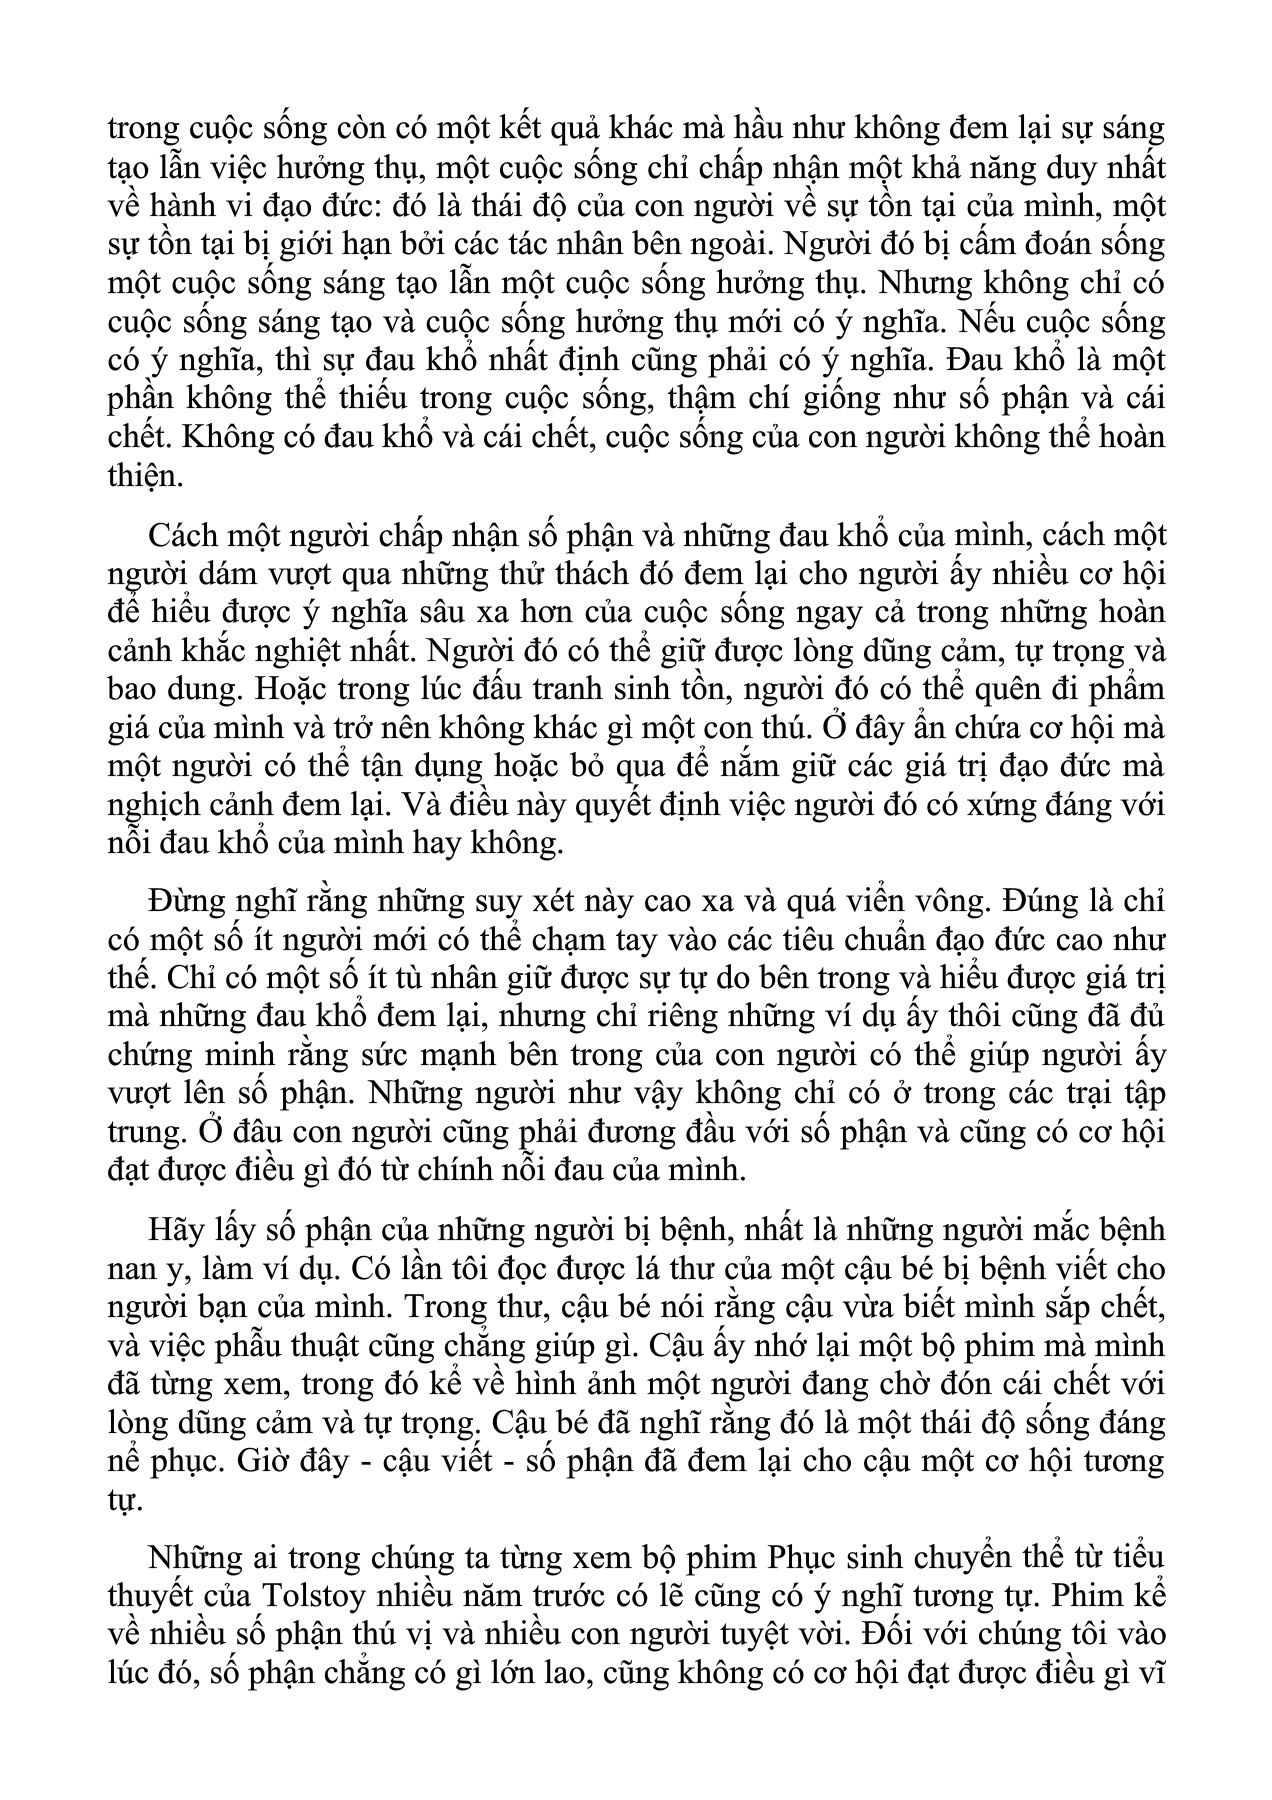 trong cuộc sống còn có một kết quả khác mà hầu như không đem lại sự sáng
tạo lẫn việc hưởng thụ, một cuộc sống chỉ chấp nhận một khả năng duy nhất
về hành vi đạo đức: đó là thái độ của con người về sự tồn tại của mình, một
sự tồn tại bị giới hạn bởi các tác nhân bên ngoài. Người đó bị cấm đoán sống
một cuộc sống sáng tạo lẫn một cuộc sống hưởng thụ. Nhưng không chỉ có
cuộc sống sáng tạo và cuộc sống hưởng thụ mới có ý nghĩa. Nếu cuộc sống
có ý nghĩa, thì sự đau khổ nhất định cũng phải có ý nghĩa. Đau khổ là một
phần không thể thiếu trong cuộc sống, thậm chí giống như số phận và cái
chết. Không có đau khổ và cái chết, cuộc sống của con người không thể hoàn
thiện.
Cách một người chấp nhận số phận và những đau khổ của mình, cách một
người dám vượt qua những thử thách đó đem lại cho người ấy nhiều cơ hội
để hiểu được ý nghĩa sâu xa hơn của cuộc sống ngay cả trong những hoàn
cảnh khắc nghiệt nhất. Người đó có thể giữ được lòng dũng cảm, tự trọng và
bao dung. Hoặc trong lúc đấu tranh sinh tồn, người đó có thể quên đi phẩm
giá của mình và trở nên không khác gì một con thú. Ở đây ẩn chứa cơ hội mà
một người có thể tận dụng hoặc bỏ qua để nắm giữ các giá trị đạo đức mà
nghịch cảnh đem lại. Và điều này quyết định việc người đó có xứng đáng với
nỗi đau khổ của mình hay không.
Đừng nghĩ rằng những suy xét này cao xa và quá viển vông. Đúng là chỉ
có một số ít người mới có thể chạm tay vào các tiêu chuẩn đạo đức cao như
thế. Chỉ có một số ít tù nhân giữ được sự tự do bên trong và hiểu được giá trị
mà những đau khổ đem lại, nhưng chỉ riêng những ví dụ ấy thôi cũng đã đủ
chứng minh rằng sức mạnh bên trong của con người có thể giúp người ấy
vượt lên số phận. Những người như vậy không chỉ có ở trong các trại tập
trung. Ở đâu con người cũng phải đương đầu với số phận và cũng có cơ hội
đạt được điều gì đó từ chính nỗi đau của mình.
Hãy lấy số phận của những người bị bệnh, nhất là những người mắc bệnh
nan y, làm ví dụ. Có lần tôi đọc được lá thư của một cậu bé bị bệnh viết cho
người bạn của mình. Trong thư, cậu bé nói rằng cậu vừa biết mình sắp chết,
và việc phẫu thuật cũng chẳng giúp gì. Cậu ấy nhớ lại một bộ phim mà mình
đã từng xem, trong đó kể về hình ảnh một người đang chờ đón cái chết với
lòng dũng cảm và tự trọng. Cậu bé đã nghĩ rằng đó là một thái độ sống đáng
nể phục. Giờ đây - cậu viết - số phận đã đem lại cho cậu một cơ hội tương
tự.
Những ai trong chúng ta từng xem bộ phim Phục sinh chuyển thể từ tiểu
thuyết của Tolstoy nhiều năm trước có lẽ cũng có ý nghĩ tương tự. Phim kể
về nhiều số phận thú vị và nhiều con người tuyệt vời. Đối với chúng tôi vào
lúc đó, số phận chẳng có gì lớn lao, cũng không có cơ hội đạt được điều gì vĩ